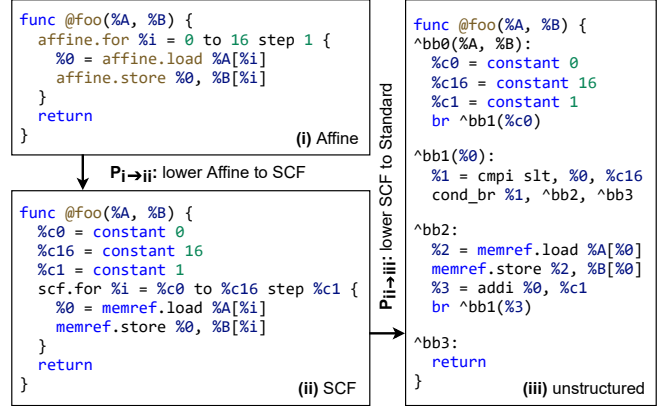 func @foo(%A, %B) {
  affine.for %i = 0 to 16 step 1 {
    %0 = affine.load %A[%i]
    affine.store %0, %B[%i]
  }
  return
}
(i) Affine
Pi→ii: lower Affine to SCF
func @foo(%A, %B) {
  %c0 = constant 0
  %c16 = constant 16
  %c1 = constant 1
  scf.for %i = %c0 to %c16 step %c1 {
    %0 = memref.load %A[%i]
    memref.store %0, %B[%i]
  }
  return
}
(ii) SCF
Pii→iii: lower SCF to Standard
func @foo(%A, %B) {
^bb0(%A, %B):
  %c0 = constant 0
  %c16 = constant 16
  %c1 = constant 1
  br ^bb1(%c0)
^bb1(%0):
  %1 = cmpi slt, %0, %c16
  cond_br %1, ^bb2, ^bb3
^bb2:
  %2 = memref.load %A[%0]
  memref.store %2, %B[%0]
  %3 = addi %0, %c1
  br ^bb1(%3)
^bb3:
  return
}
(iii) unstructured